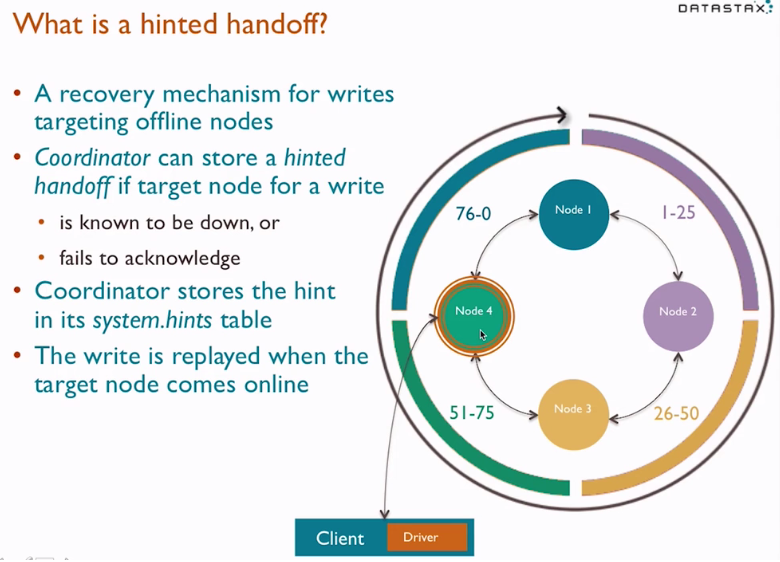 What is a hinted handoff?
DATASTAX
• A recovery mechanism for writes
targeting offline nodes
• Coordinator can store a hinted
handoff if target node for a write
• is known to be down, or
• fails to acknowledge
• Coordinator stores the hint
in its system.hints table
• The write is replayed when the
target node comes online
76-0
Node 1
1-25
Node 4
Node 2
51-75
Node 3
26-50
Client
Driver